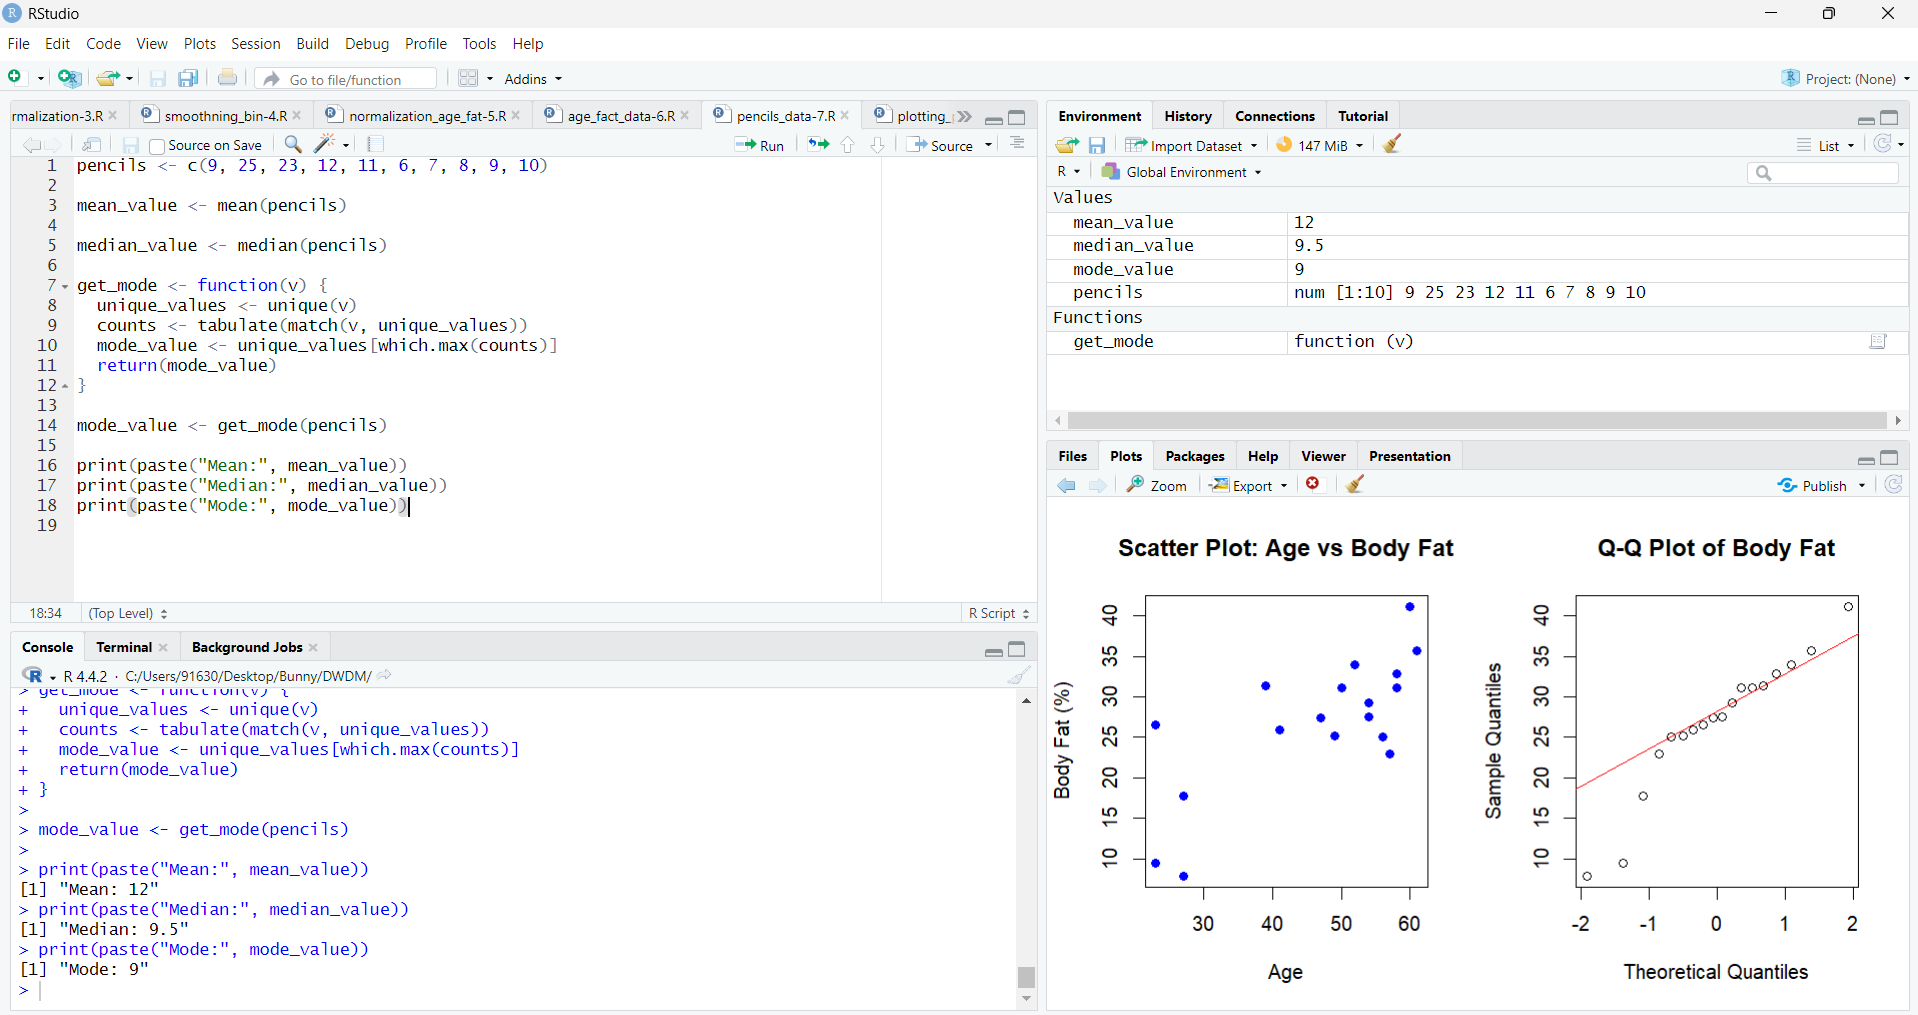 RStudio
File Edit Code View Plots Session Build Debug Profile Tools Help
Go to file/function Addins Project: (None)
rmalization-3.R smoothning_bin-4.R normalization_age_fat-5.R age_fact_data-6.R pencils_data-7.R plotting_
Source on Save Run Source
1 pencils <- c(9, 25, 23, 12, 11, 6, 7, 8, 9, 10)
2
3 mean_value <- mean(pencils)
4
5 median_value <- median(pencils)
6
7 get_mode <- function(v) {
8   unique_values <- unique(v)
9   counts <- tabulate(match(v, unique_values))
10   mode_value <- unique_values[which.max(counts)]
11   return(mode_value)
12 }
13
14 mode_value <- get_mode(pencils)
15
16 print(paste("Mean:", mean_value))
17 print(paste("Median:", median_value))
18 print(paste("Mode:", mode_value))
19
18:34 (Top Level) R Script
Console Terminal Background Jobs
R 4.4.2 · C:/Users/91630/Desktop/Bunny/DWDM/
> get_mode <- function(v) {
+   unique_values <- unique(v)
+   counts <- tabulate(match(v, unique_values))
+   mode_value <- unique_values[which.max(counts)]
+   return(mode_value)
+ }
>
> mode_value <- get_mode(pencils)
>
> print(paste("Mean:", mean_value))
[1] "Mean: 12"
> print(paste("Median:", median_value))
[1] "Median: 9.5"
> print(paste("Mode:", mode_value))
[1] "Mode: 9"
>
Environment History Connections Tutorial
Import Dataset 147 MiB List
R Global Environment
Values
mean_value 12
median_value 9.5
mode_value 9
pencils num [1:10] 9 25 23 12 11 6 7 8 9 10
Functions
get_mode function (v)
Files Plots Packages Help Viewer Presentation
Zoom Export Publish
Scatter Plot: Age vs Body Fat
Body Fat (%)
40
35
30
25
20
15
10
30 40 50 60
Age
Q-Q Plot of Body Fat
Sample Quantiles
40
35
30
25
20
15
10
-2 -1 0 1 2
Theoretical Quantiles